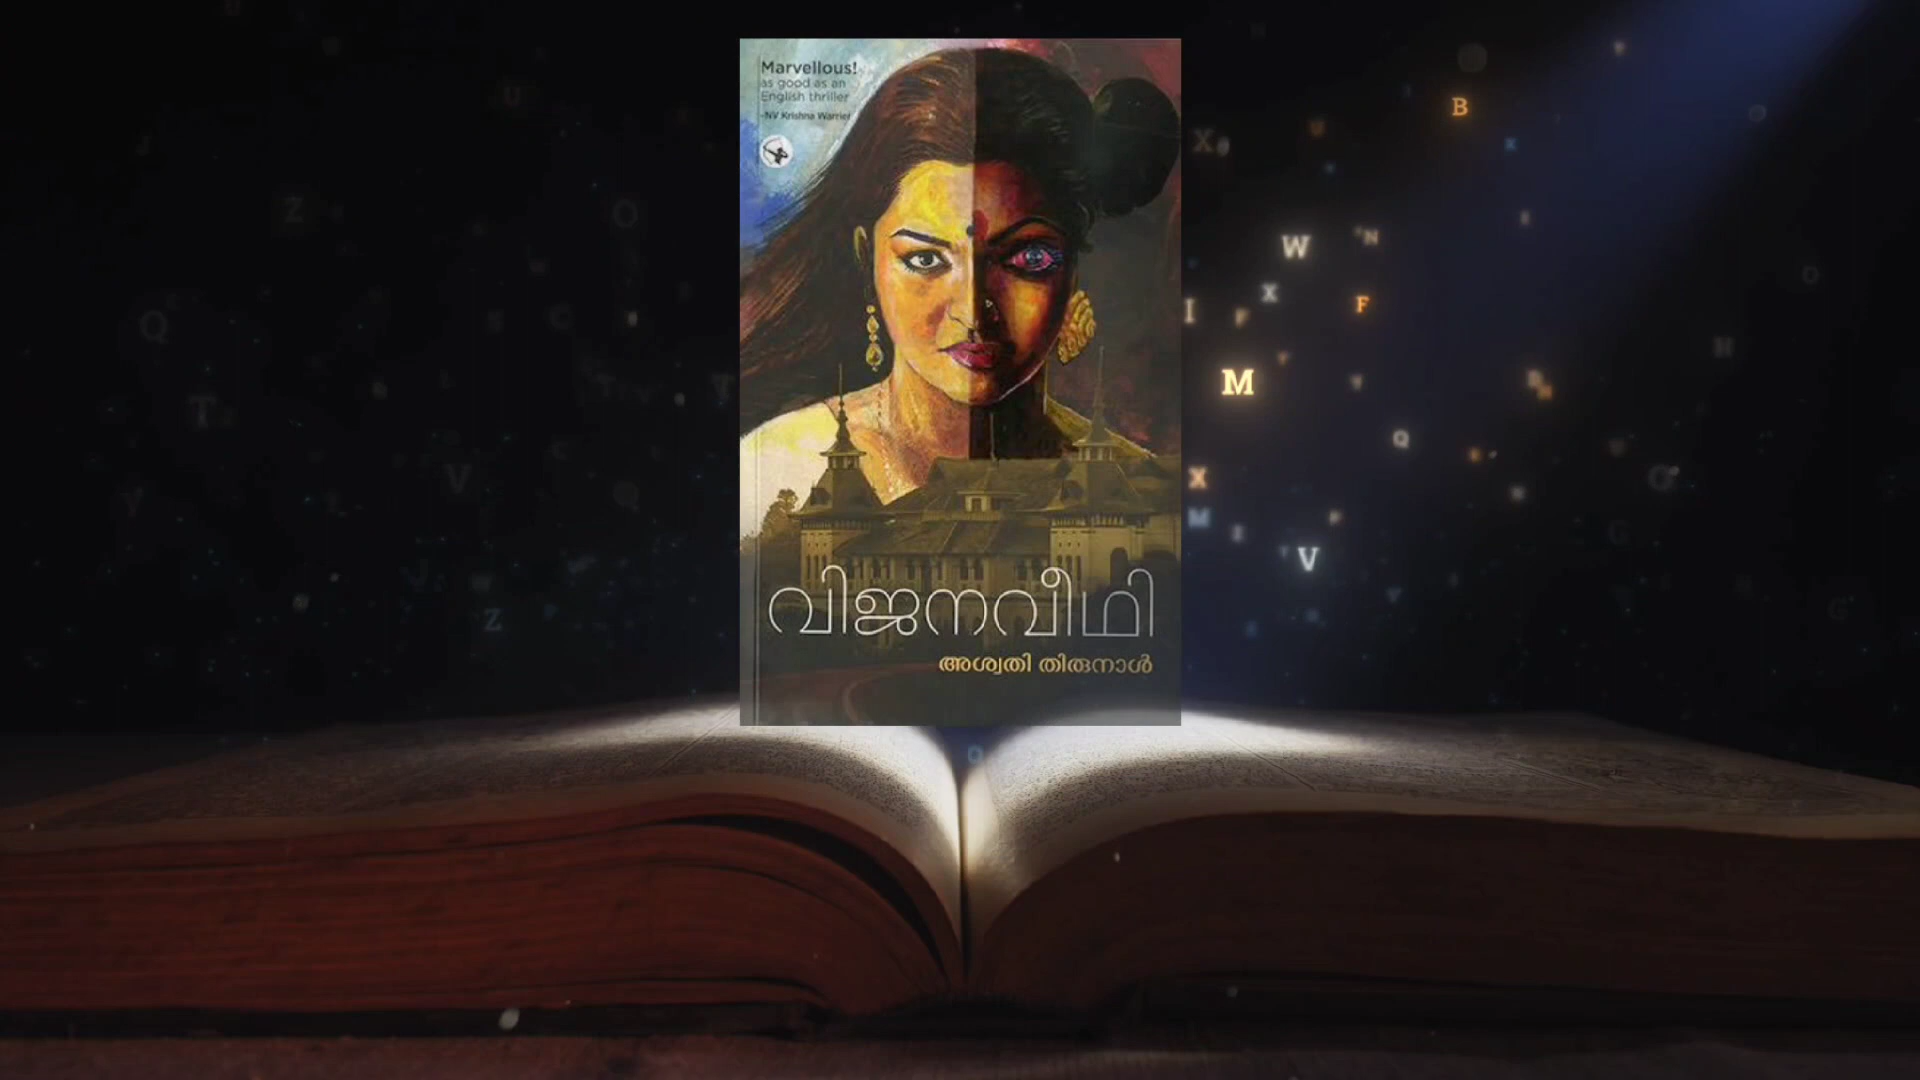 Marvellous!
as good as an
English thriller
-NV Krishna Warrier
വിജനവീഥി
അശ്വതി തിരുനാൾ